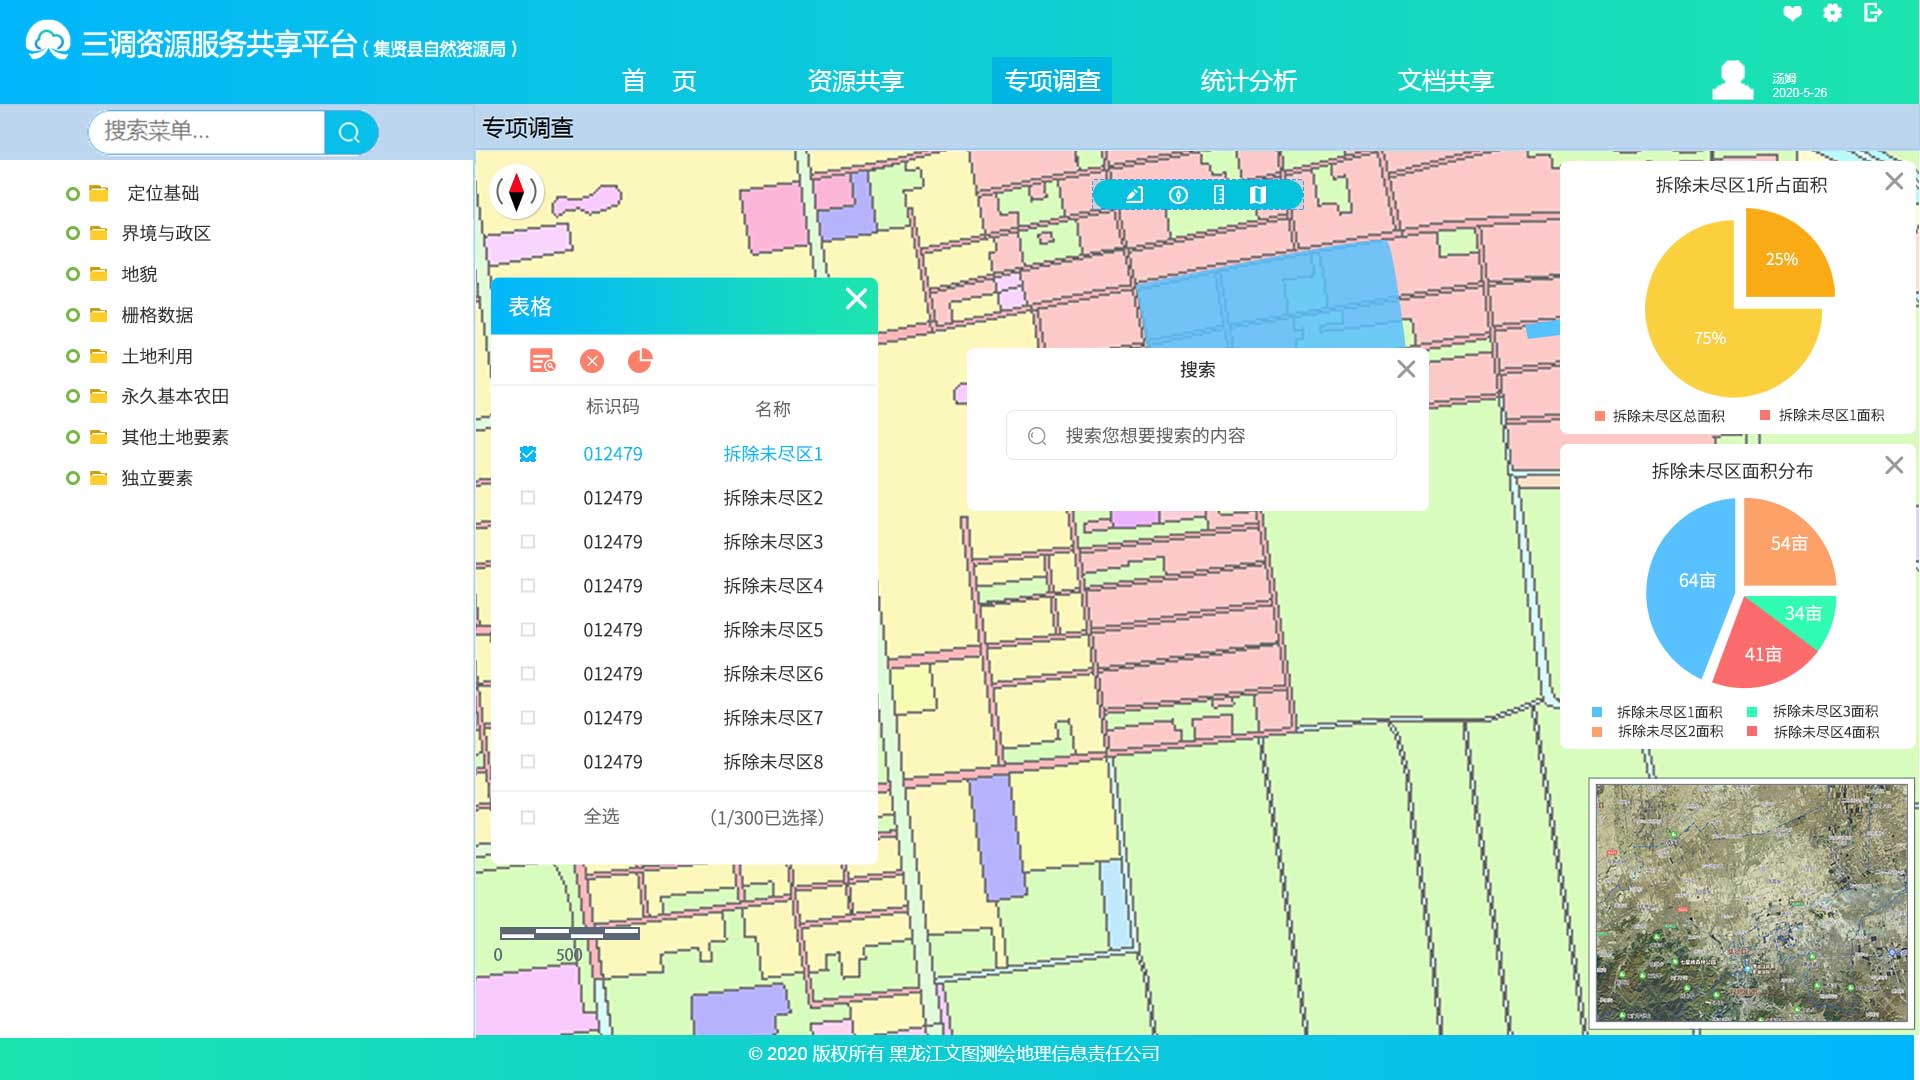 三调资源服务共享平台（集贤县自然资源局）
首 页 资源共享 专项调查 统计分析 文档共享
汤姆
2020-5-26
搜索菜单...
专项调查
定位基础
界境与政区
地貌
栅格数据
土地利用
永久基本农田
其他土地要素
独立要素
表格
标识码 名称
012479 拆除未尽区1
012479 拆除未尽区2
012479 拆除未尽区3
012479 拆除未尽区4
012479 拆除未尽区5
012479 拆除未尽区6
012479 拆除未尽区7
012479 拆除未尽区8
全选 （1/300已选择）
0 500
搜索
搜索您想要搜索的内容
拆除未尽区1所占面积
25%
75%
拆除未尽区总面积 拆除未尽区1面积
拆除未尽区面积分布
54亩
64亩
34亩
41亩
拆除未尽区1面积 拆除未尽区3面积
拆除未尽区2面积 拆除未尽区4面积
© 2020 版权所有 黑龙江文图测绘地理信息责任公司